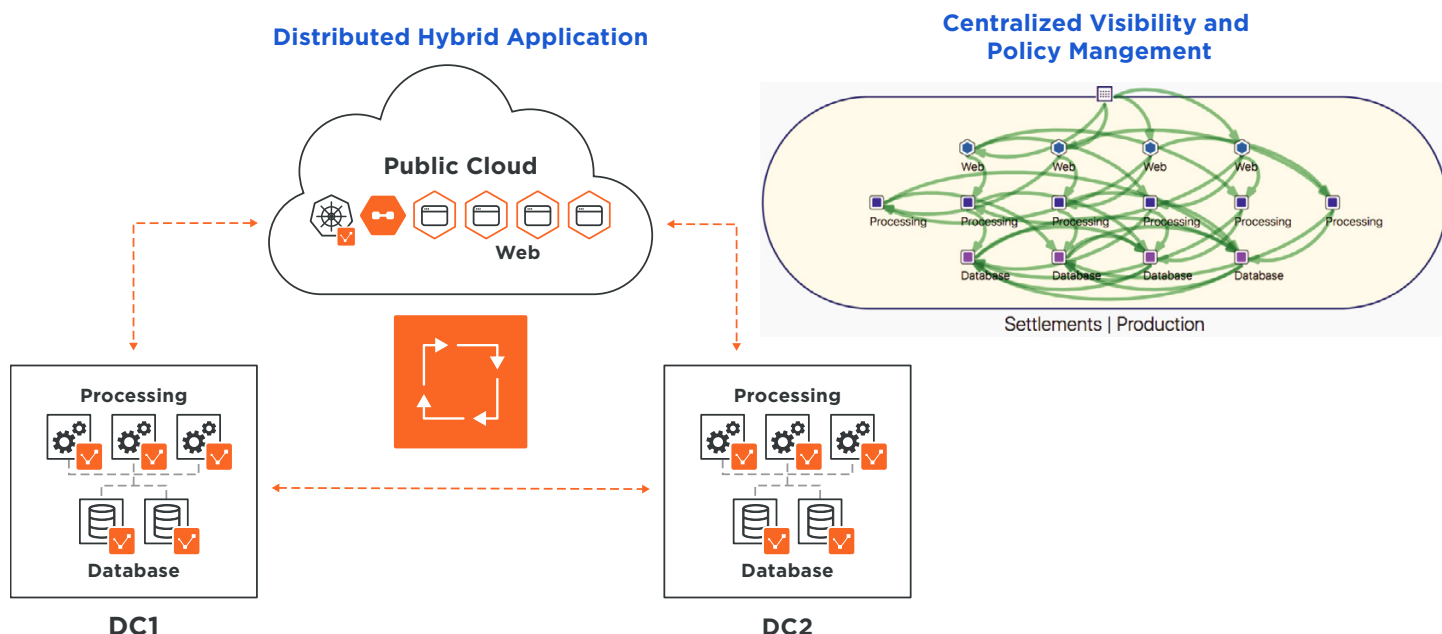 Distributed Hybrid Application
Centralized Visibility and
Policy Mangement
Public Cloud
Web
Web
Web
Web
Web
Processing
Processing
Processing
Processing
Processing
Processing
Database
Database
Database
Database
Settlements | Production
Processing
Database
DC1
Processing
Database
DC2